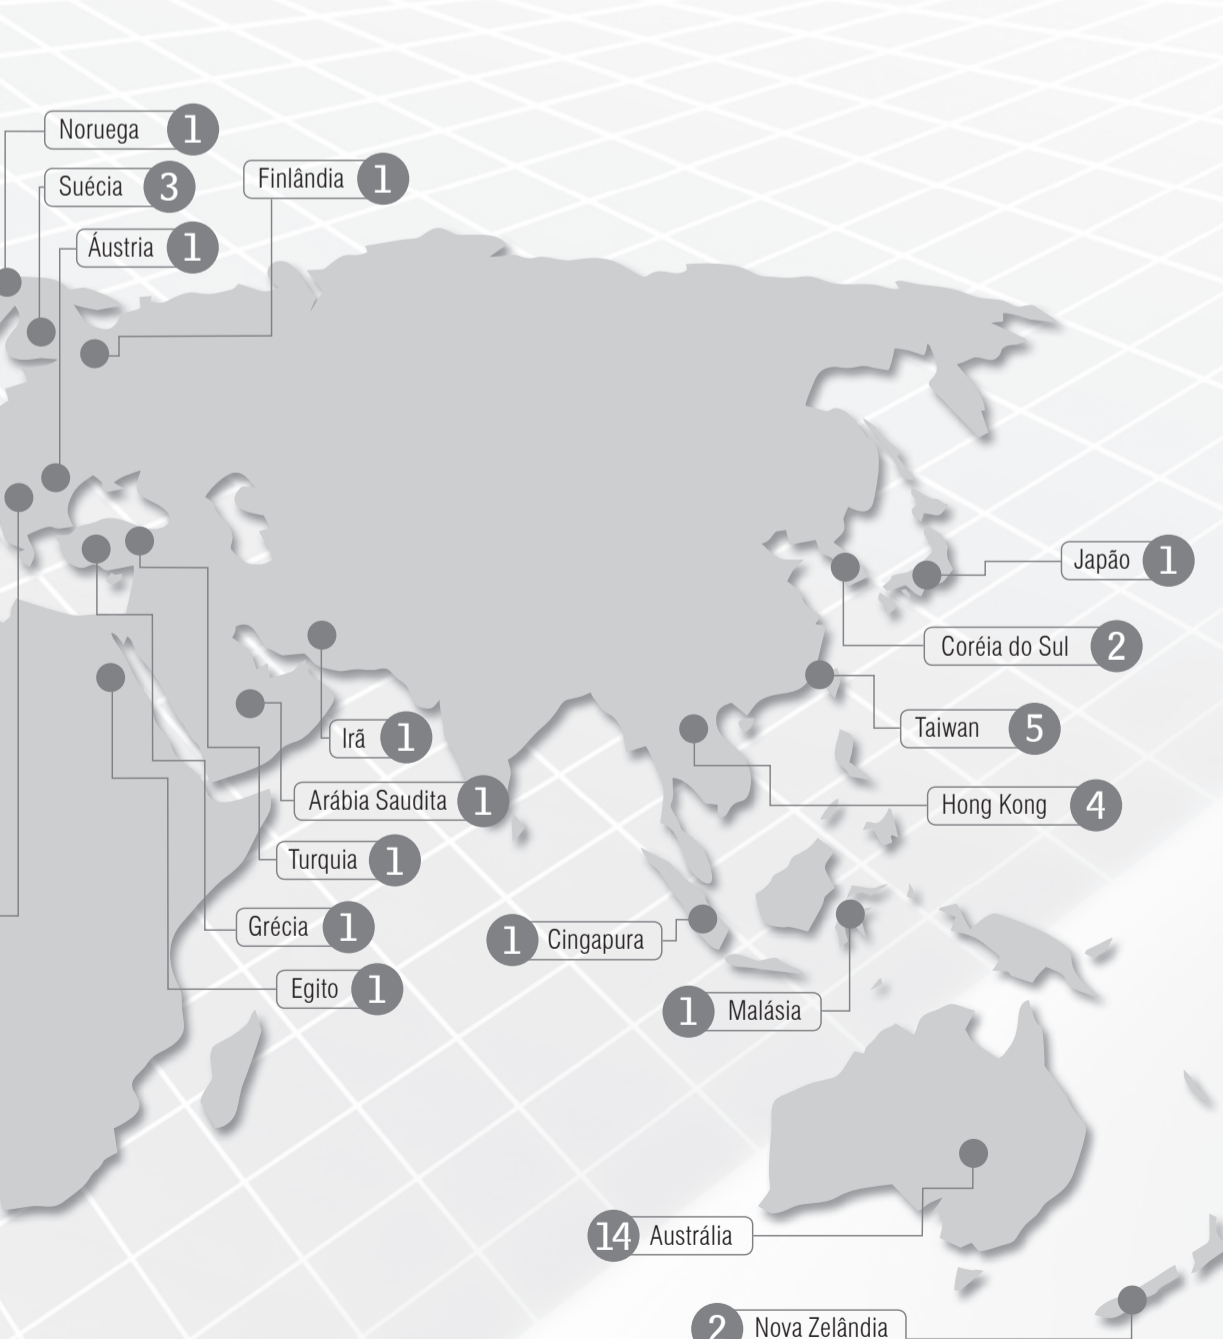 Noruega 1
Suécia 3
Finlândia 1
Áustria 1
Japão 1
Coréia do Sul 2
Taiwan 5
Irã 1
Arábia Saudita 1
Hong Kong 4
Turquia 1
Grécia 1
1 Cingapura
Egito 1
1 Malásia
14 Austrália
2 Nova Zelândia